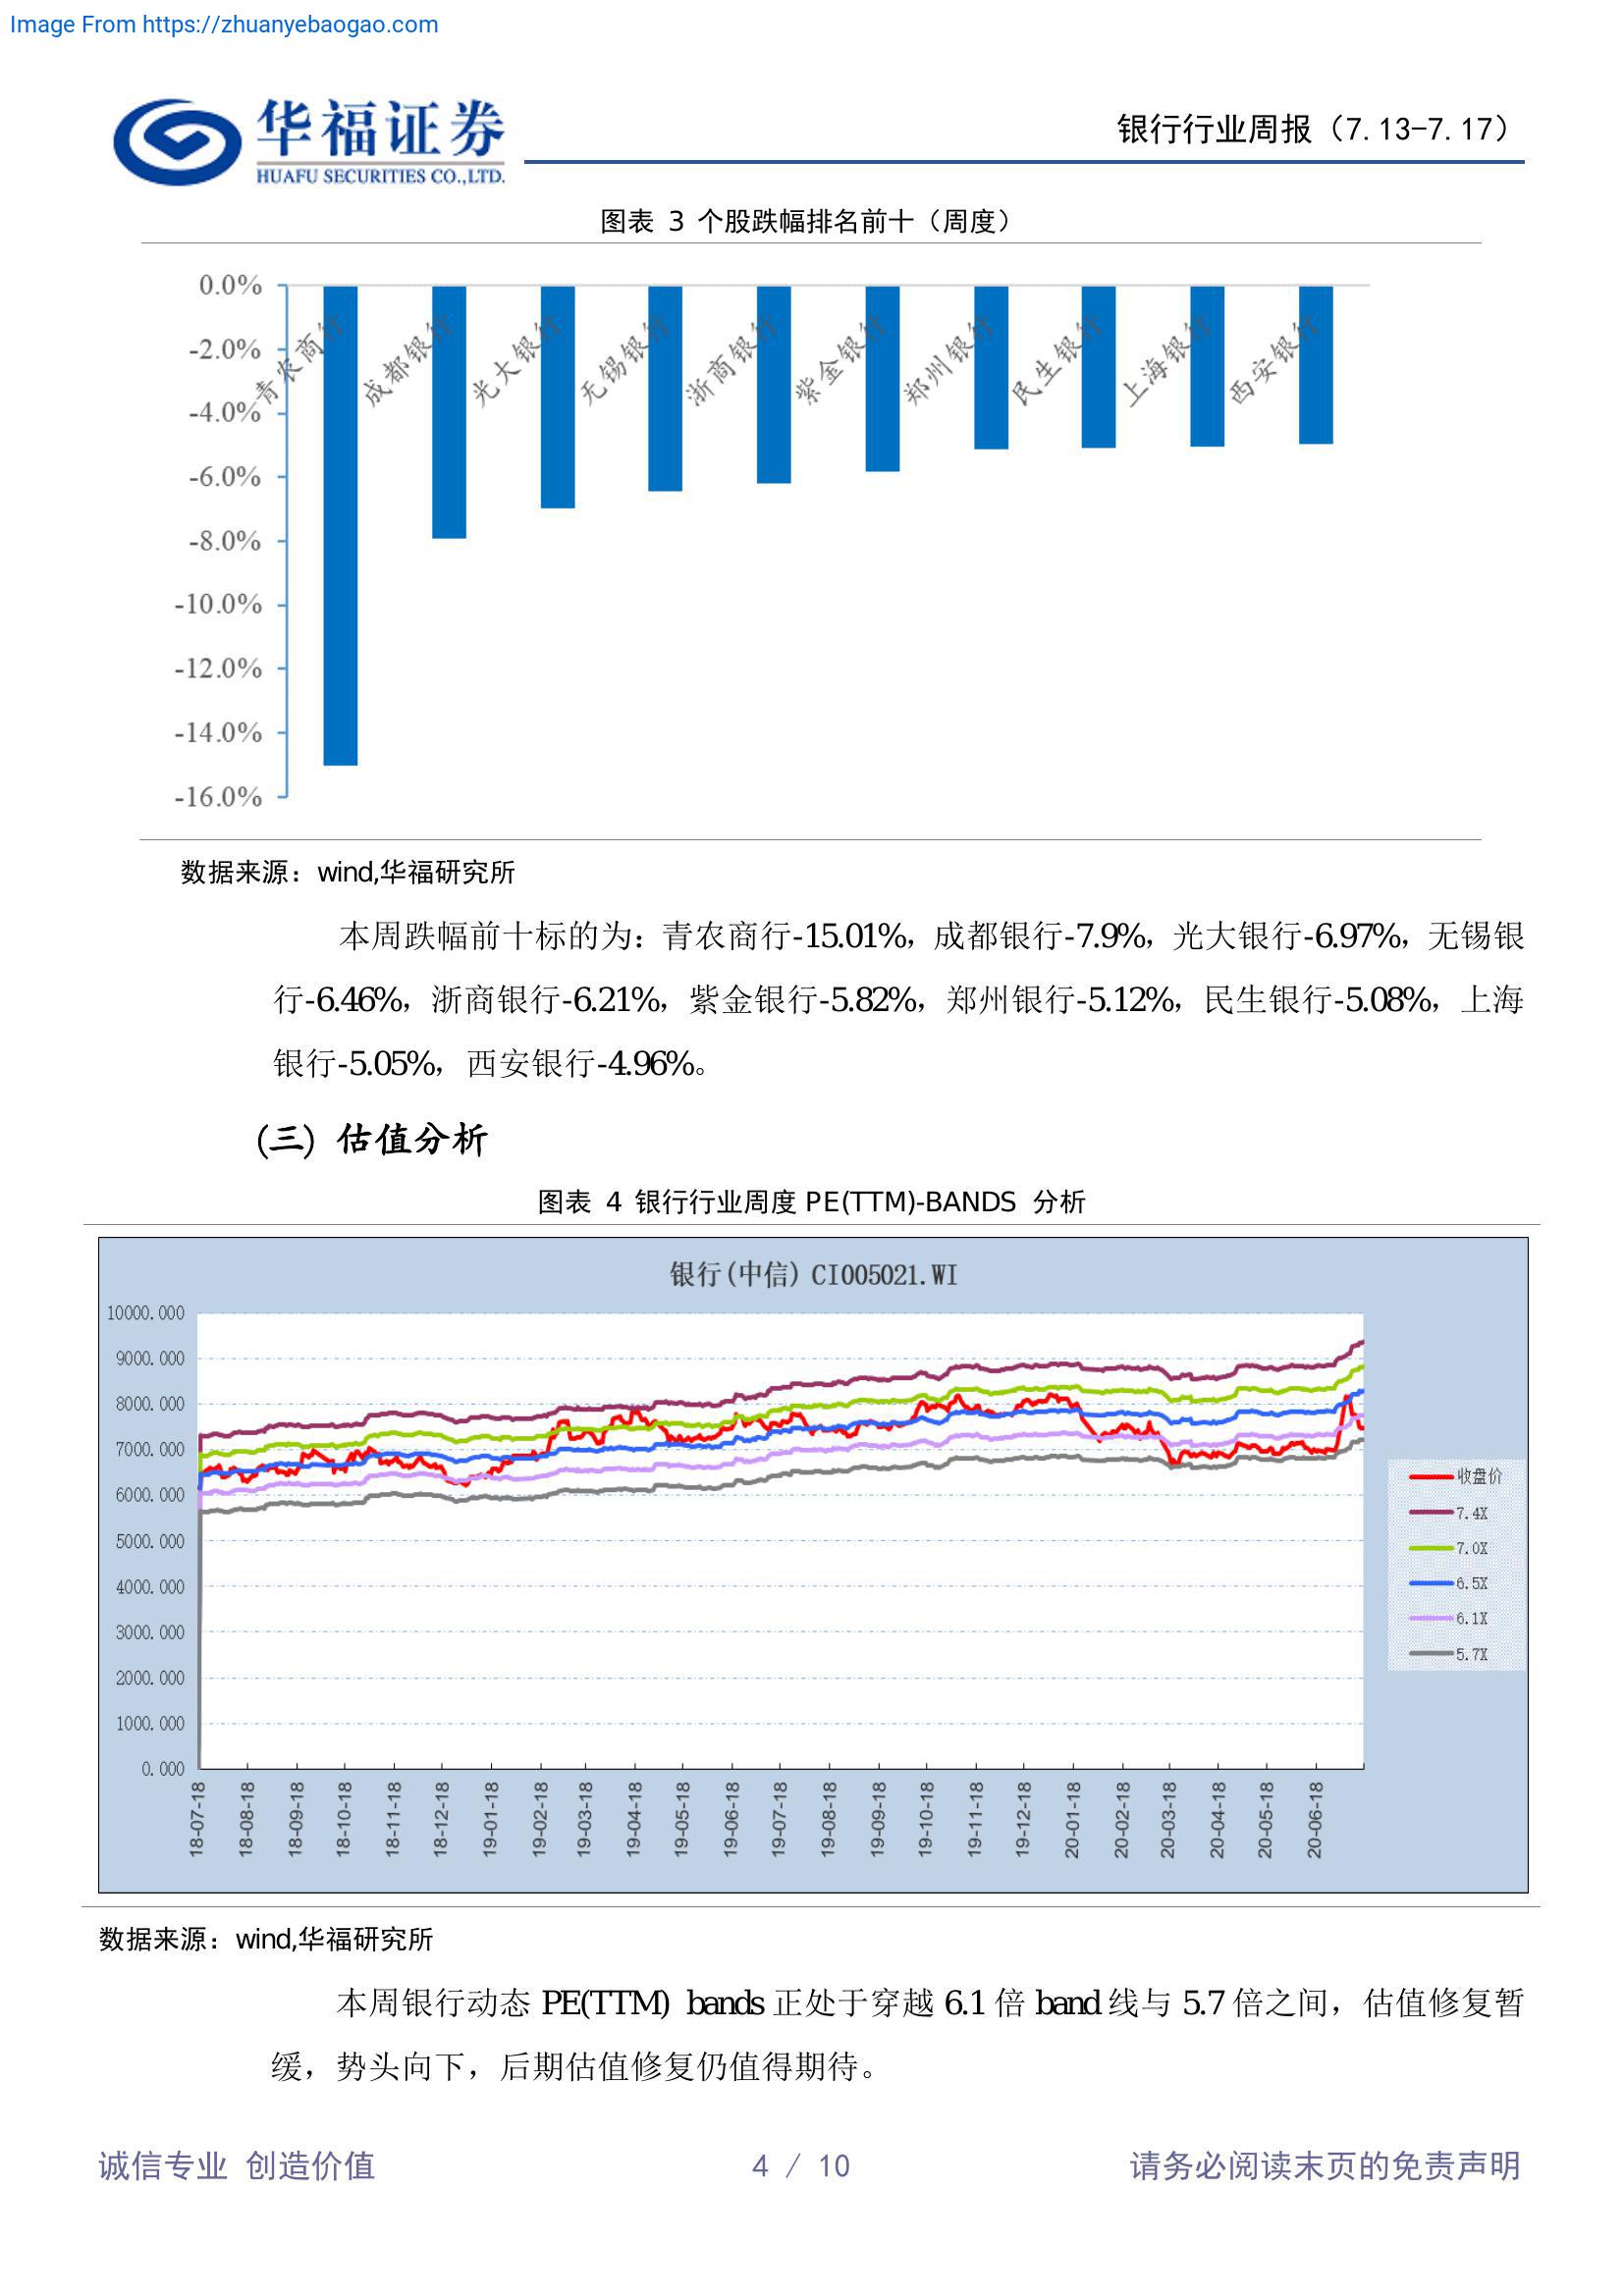 Image From https://zhuanyebaogao.com
华福证券
HUAFU SECURITIES CO.,LTD.
银行行业周报（7.13-7.17）
图表 3 个股跌幅排名前十（周度）
0.0%
-2.0%
-4.0%
-6.0%
-8.0%
-10.0%
-12.0%
-14.0%
-16.0%
青农商行
成都银行
光大银行
无锡银行
浙商银行
紫金银行
郑州银行
民生银行
上海银行
西安银行
数据来源：wind,华福研究所
本周跌幅前十标的为：青农商行-15.01%，成都银行-7.9%，光大银行-6.97%，无锡银
行-6.46%，浙商银行-6.21%，紫金银行-5.82%，郑州银行-5.12%，民生银行-5.08%，上海
银行-5.05%，西安银行-4.96%。
(三) 估值分析
图表 4 银行行业周度 PE(TTM)-BANDS 分析
银行(中信) CI005021.WI
10000.000
9000.000
8000.000
7000.000
6000.000
5000.000
4000.000
3000.000
2000.000
1000.000
0.000
18-07-18
18-08-18
18-09-18
18-10-18
18-11-18
18-12-18
19-01-18
19-02-18
19-03-18
19-04-18
19-05-18
19-06-18
19-07-18
19-08-18
19-09-18
19-10-18
19-11-18
19-12-18
20-01-18
20-02-18
20-03-18
20-04-18
20-05-18
20-06-18
收盘价
7.4X
7.0X
6.5X
6.1X
5.7X
数据来源：wind,华福研究所
本周银行动态 PE(TTM) bands 正处于穿越 6.1 倍 band 线与 5.7 倍之间，估值修复暂
缓，势头向下，后期估值修复仍值得期待。
诚信专业 创造价值
4 / 10
请务必阅读末页的免责声明